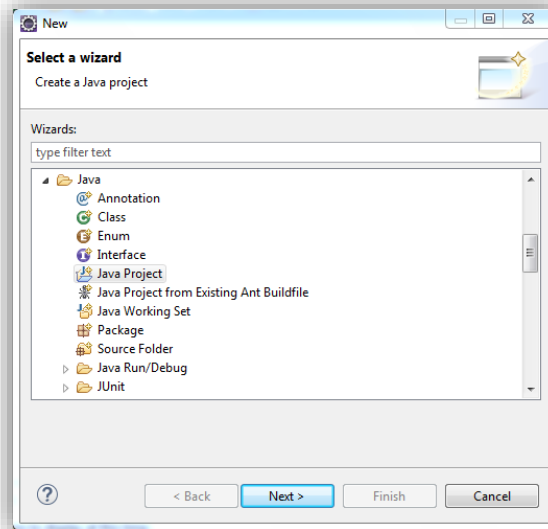 New
Select a wizard
Create a Java project
Wizards:
type filter text
Java
Annotation
Class
Enum
Interface
Java Project
Java Project from Existing Ant Buildfile
Java Working Set
Package
Source Folder
Java Run/Debug
JUnit
< Back Next > Finish Cancel